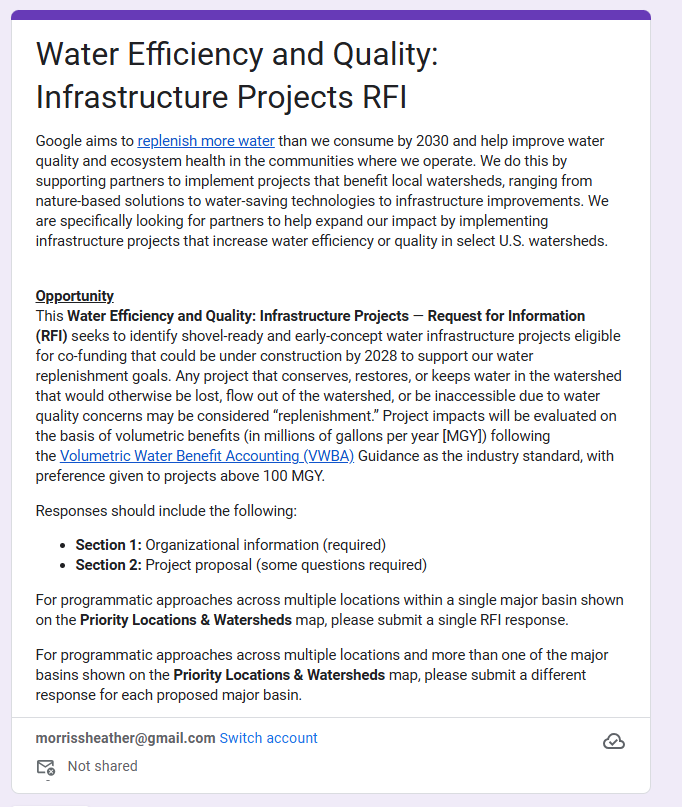 Water Efficiency and Quality:
Infrastructure Projects RFI
Google aims to replenish more water than we consume by 2030 and help improve water
quality and ecosystem health in the communities where we operate. We do this by
supporting partners to implement projects that benefit local watersheds, ranging from
nature-based solutions to water-saving technologies to infrastructure improvements. We
are specifically looking for partners to help expand our impact by implementing
infrastructure projects that increase water efficiency or quality in select U.S. watersheds.
Opportunity
This Water Efficiency and Quality: Infrastructure Projects — Request for Information
(RFI) seeks to identify shovel-ready and early-concept water infrastructure projects eligible
for co-funding that could be under construction by 2028 to support our water
replenishment goals. Any project that conserves, restores, or keeps water in the watershed
that would otherwise be lost, flow out of the watershed, or be inaccessible due to water
quality concerns may be considered “replenishment.” Project impacts will be evaluated on
the basis of volumetric benefits (in millions of gallons per year [MGY]) following
the Volumetric Water Benefit Accounting (VWBA) Guidance as the industry standard, with
preference given to projects above 100 MGY.
Responses should include the following:
• Section 1: Organizational information (required)
• Section 2: Project proposal (some questions required)
For programmatic approaches across multiple locations within a single major basin shown
on the Priority Locations & Watersheds map, please submit a single RFI response.
For programmatic approaches across multiple locations and more than one of the major
basins shown on the Priority Locations & Watersheds map, please submit a different
response for each proposed major basin.
morrissheather@gmail.com Switch account
Not shared